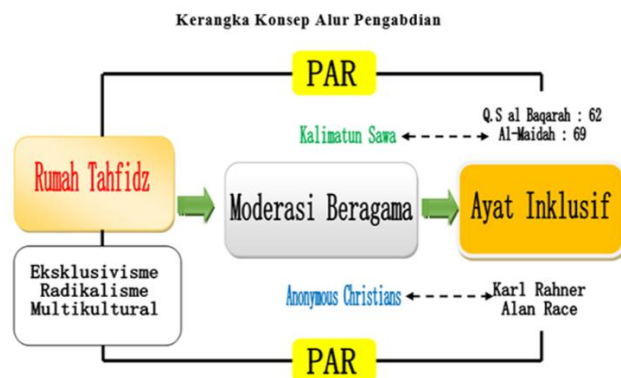 Kerangka Konsep Alur Pengabdian
PAR
Q.S al Baqarah : 62
Kalimatun Sawa
Al-Maidah : 69
Rumah Tahfidz
Moderasi Beragama
Ayat Inklusif
Eksklusivisme
Radikalisme
Multikultural
Anonymous Christians
Karl Rahner
Alan Race
PAR